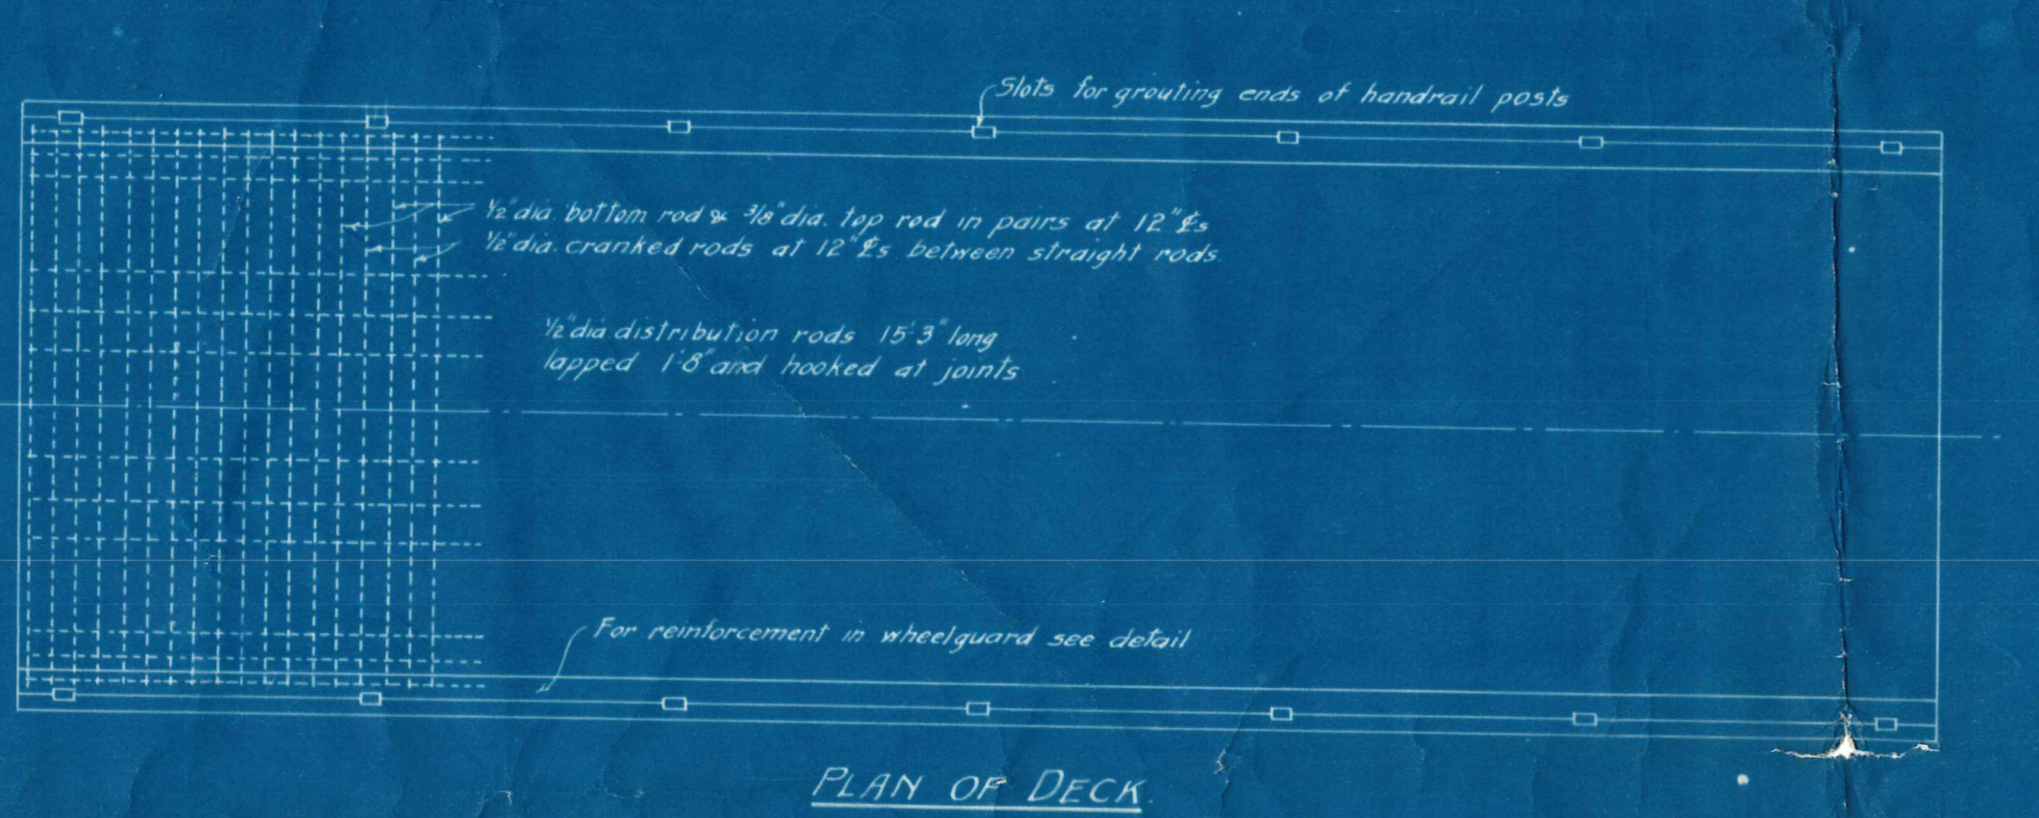 Slots for grouting ends of handrail posts
½" dia. bottom rod & ⅜" dia. top rod in pairs at 12" ₵s
½" dia. cranked rods at 12" ₵s between straight rods.
½" dia distribution rods 15'-3" long
lapped 1'-8" and hooked at joints
For reinforcement in wheelguard see detail
PLAN OF DECK.